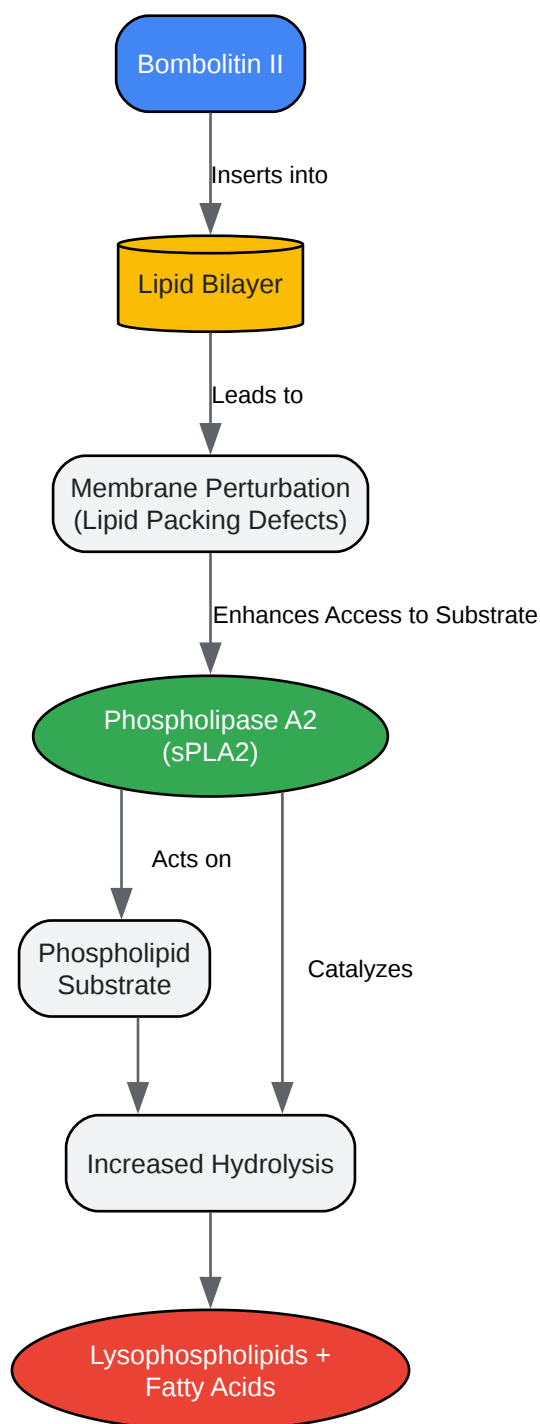 Bombolitin II
Inserts into
Lipid Bilayer
Leads to
Membrane Perturbation
(Lipid Packing Defects)
Enhances Access to Substrate
Phospholipase A2
(sPLA2)
Acts on
Phospholipid
Substrate
Catalyzes
Increased Hydrolysis
Lysophospholipids +
Fatty Acids